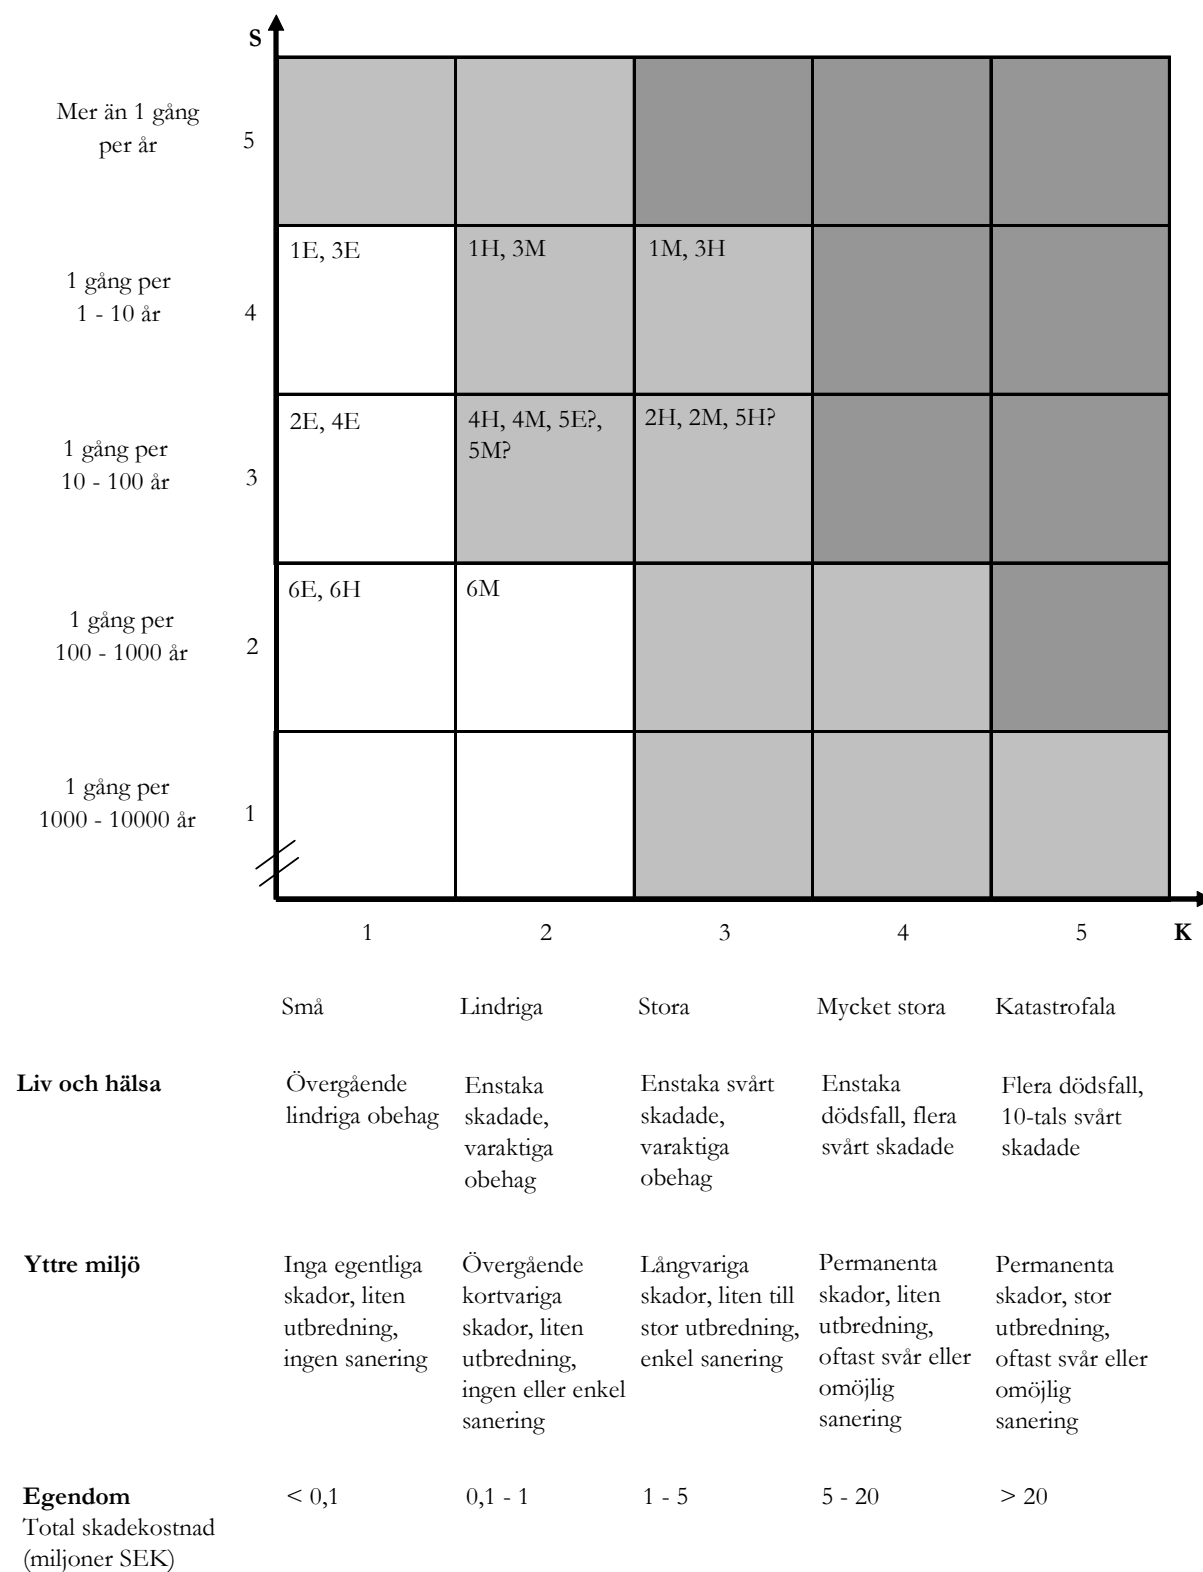 S
Mer än 1 gång
per år
5
1 gång per
1 - 10 år
4
1E, 3E
1H, 3M
1M, 3H
1 gång per
10 - 100 år
3
2E, 4E
4H, 4M, 5E?,
5M?
2H, 2M, 5H?
1 gång per
100 - 1000 år
2
6E, 6H
6M
1 gång per
1000 - 10000 år
1
1
2
3
4
5
K
Små
Lindriga
Stora
Mycket stora
Katastrofala
Liv och hälsa
Övergående
lindriga obehag
Enstaka
skadade,
varaktiga
obehag
Enstaka svårt
skadade,
varaktiga
obehag
Enstaka
dödsfall, flera
svårt skadade
Flera dödsfall,
10-tals svårt
skadade
Yttre miljö
Inga egentliga
skador, liten
utbredning,
ingen sanering
Övergående
kortvariga
skador, liten
utbredning,
ingen eller enkel
sanering
Långvariga
skador, liten till
stor utbredning,
enkel sanering
Permanenta
skador, liten
utbredning,
oftast svår eller
omöjlig
sanering
Permanenta
skador, stor
utbredning,
oftast svår eller
omöjlig
sanering
Egendom
Total skadekostnad
(miljoner SEK)
< 0,1
0,1 - 1
1 - 5
5 - 20
> 20